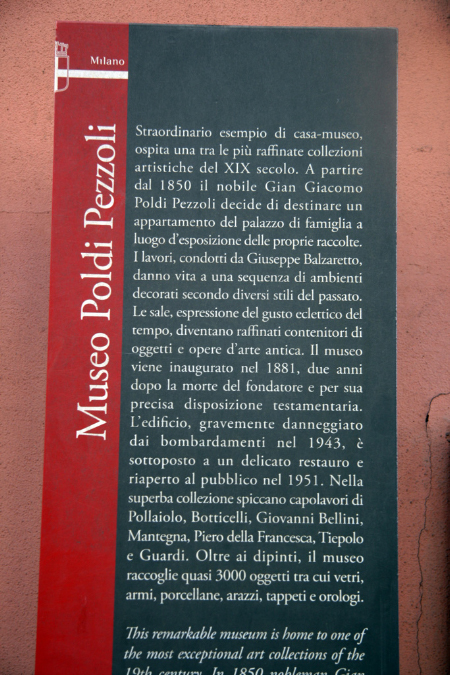 Milano
Museo Poldi Pezzoli
Straordinario esempio di casa-museo,
ospita una tra le più raffinate collezioni
artistiche del XIX secolo. A partire
dal 1850 il nobile Gian Giacomo
Poldi Pezzoli decide di destinare un
appartamento del palazzo di famiglia a
luogo d'esposizione delle proprie raccolte.
I lavori, condotti da Giuseppe Balzaretto,
danno vita a una sequenza di ambienti
decorati secondo diversi stili del passato.
Le sale, espressione del gusto eclettico del
tempo, diventano raffinati contenitori di
oggetti e opere d'arte antica. Il museo
viene inaugurato nel 1881, due anni
dopo la morte del fondatore e per sua
precisa disposizione testamentaria.
L'edificio, gravemente danneggiato
dai bombardamenti nel 1943, è
sottoposto a un delicato restauro e
riaperto al pubblico nel 1951. Nella
superba collezione spiccano capolavori di
Pollaiolo, Botticelli, Giovanni Bellini,
Mantegna, Piero della Francesca, Tiepolo
e Guardi. Oltre ai dipinti, il museo
raccoglie quasi 3000 oggetti tra cui vetri,
armi, porcellane, arazzi, tappeti e orologi.
This remarkable museum is home to one of
the most exceptional art collections of the
19th century. In 1850 nobleman Gian